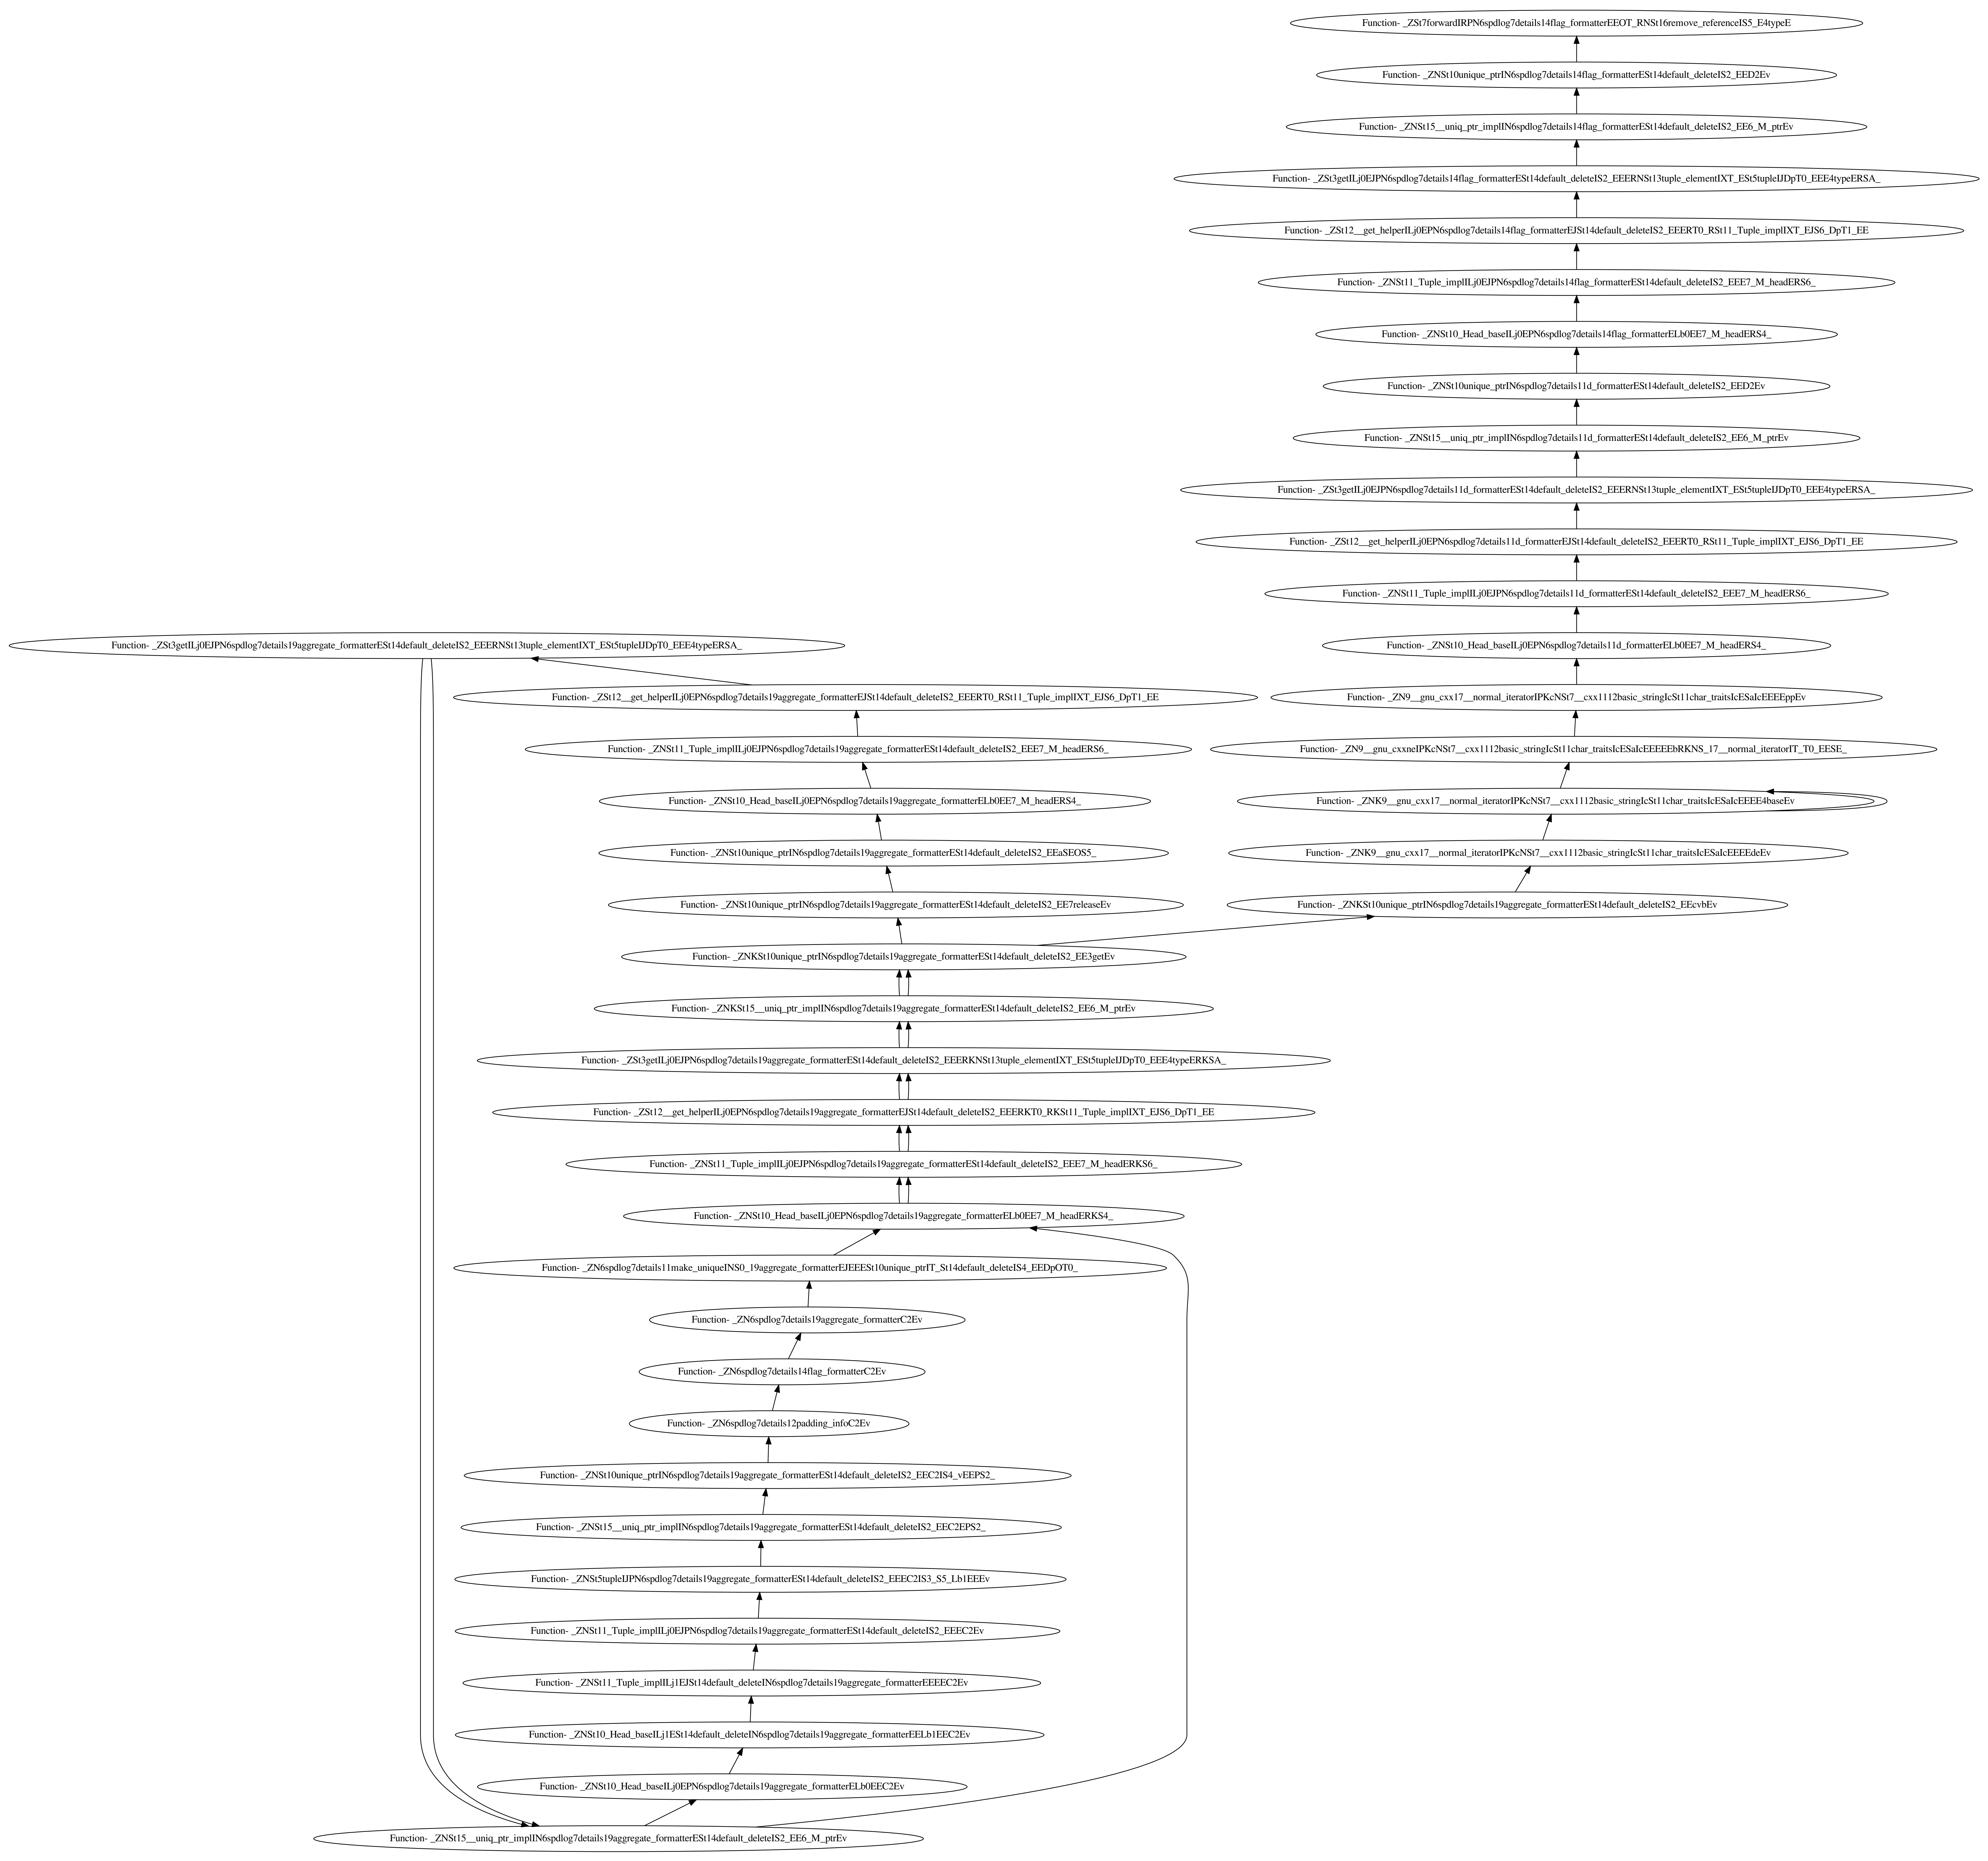 Function- _ZSt7forwardIRPN6spdlog7details14flag_formatterEEOT_RNSt16remove_referenceIS5_E4typeE
Function- _ZNSt10unique_ptrIN6spdlog7details14flag_formatterESt14default_deleteIS2_EED2Ev
Function- _ZNSt15__uniq_ptr_implIN6spdlog7details14flag_formatterESt14default_deleteIS2_EE6_M_ptrEv
Function- _ZSt3getILj0EJPN6spdlog7details14flag_formatterESt14default_deleteIS2_EEERNSt13tuple_elementIXT_ESt5tupleIJDpT0_EEE4typeERSA_
Function- _ZSt12__get_helperILj0EPN6spdlog7details14flag_formatterEJSt14default_deleteIS2_EEERT0_RSt11_Tuple_implIXT_EJS6_DpT1_EE
Function- _ZNSt11_Tuple_implILj0EJPN6spdlog7details14flag_formatterESt14default_deleteIS2_EEE7_M_headERS6_
Function- _ZNSt10_Head_baseILj0EPN6spdlog7details14flag_formatterELb0EE7_M_headERS4_
Function- _ZNSt10unique_ptrIN6spdlog7details11d_formatterESt14default_deleteIS2_EED2Ev
Function- _ZNSt15__uniq_ptr_implIN6spdlog7details11d_formatterESt14default_deleteIS2_EE6_M_ptrEv
Function- _ZSt3getILj0EJPN6spdlog7details11d_formatterESt14default_deleteIS2_EEERNSt13tuple_elementIXT_ESt5tupleIJDpT0_EEE4typeERSA_
Function- _ZSt12__get_helperILj0EPN6spdlog7details11d_formatterEJSt14default_deleteIS2_EEERT0_RSt11_Tuple_implIXT_EJS6_DpT1_EE
Function- _ZNSt11_Tuple_implILj0EJPN6spdlog7details11d_formatterESt14default_deleteIS2_EEE7_M_headERS6_
Function- _ZSt3getILj0EJPN6spdlog7details19aggregate_formatterESt14default_deleteIS2_EEERNSt13tuple_elementIXT_ESt5tupleIJDpT0_EEE4typeERSA_
Function- _ZNSt10_Head_baseILj0EPN6spdlog7details11d_formatterELb0EE7_M_headERS4_
Function- _ZSt12__get_helperILj0EPN6spdlog7details19aggregate_formatterEJSt14default_deleteIS2_EEERT0_RSt11_Tuple_implIXT_EJS6_DpT1_EE
Function- _ZN9__gnu_cxx17__normal_iteratorIPKcNSt7__cxx1112basic_stringIcSt11char_traitsIcESaIcEEEEppEv
Function- _ZNSt11_Tuple_implILj0EJPN6spdlog7details19aggregate_formatterESt14default_deleteIS2_EEE7_M_headERS6_
Function- _ZN9__gnu_cxxneIPKcNSt7__cxx1112basic_stringIcSt11char_traitsIcESaIcEEEEEbRKNS_17__normal_iteratorIT_T0_EESE_
Function- _ZNSt10_Head_baseILj0EPN6spdlog7details19aggregate_formatterELb0EE7_M_headERS4_
Function- _ZNK9__gnu_cxx17__normal_iteratorIPKcNSt7__cxx1112basic_stringIcSt11char_traitsIcESaIcEEEE4baseEv
Function- _ZNSt10unique_ptrIN6spdlog7details19aggregate_formatterESt14default_deleteIS2_EEaSEOS5_
Function- _ZNK9__gnu_cxx17__normal_iteratorIPKcNSt7__cxx1112basic_stringIcSt11char_traitsIcESaIcEEEEdeEv
Function- _ZNSt10unique_ptrIN6spdlog7details19aggregate_formatterESt14default_deleteIS2_EE7releaseEv
Function- _ZNKSt10unique_ptrIN6spdlog7details19aggregate_formatterESt14default_deleteIS2_EEcvbEv
Function- _ZNKSt10unique_ptrIN6spdlog7details19aggregate_formatterESt14default_deleteIS2_EE3getEv
Function- _ZNKSt15__uniq_ptr_implIN6spdlog7details19aggregate_formatterESt14default_deleteIS2_EE6_M_ptrEv
Function- _ZSt3getILj0EJPN6spdlog7details19aggregate_formatterESt14default_deleteIS2_EEERKNSt13tuple_elementIXT_ESt5tupleIJDpT0_EEE4typeERKSA_
Function- _ZSt12__get_helperILj0EPN6spdlog7details19aggregate_formatterEJSt14default_deleteIS2_EEERKT0_RKSt11_Tuple_implIXT_EJS6_DpT1_EE
Function- _ZNSt11_Tuple_implILj0EJPN6spdlog7details19aggregate_formatterESt14default_deleteIS2_EEE7_M_headERKS6_
Function- _ZNSt10_Head_baseILj0EPN6spdlog7details19aggregate_formatterELb0EE7_M_headERKS4_
Function- _ZN6spdlog7details11make_uniqueINS0_19aggregate_formatterEJEEESt10unique_ptrIT_St14default_deleteIS4_EEDpOT0_
Function- _ZN6spdlog7details19aggregate_formatterC2Ev
Function- _ZN6spdlog7details14flag_formatterC2Ev
Function- _ZN6spdlog7details12padding_infoC2Ev
Function- _ZNSt10unique_ptrIN6spdlog7details19aggregate_formatterESt14default_deleteIS2_EEC2IS4_vEEPS2_
Function- _ZNSt15__uniq_ptr_implIN6spdlog7details19aggregate_formatterESt14default_deleteIS2_EEC2EPS2_
Function- _ZNSt5tupleIJPN6spdlog7details19aggregate_formatterESt14default_deleteIS2_EEEC2IS3_S5_Lb1EEEv
Function- _ZNSt11_Tuple_implILj0EJPN6spdlog7details19aggregate_formatterESt14default_deleteIS2_EEEC2Ev
Function- _ZNSt11_Tuple_implILj1EJSt14default_deleteIN6spdlog7details19aggregate_formatterEEEEC2Ev
Function- _ZNSt10_Head_baseILj1ESt14default_deleteIN6spdlog7details19aggregate_formatterEELb1EEC2Ev
Function- _ZNSt10_Head_baseILj0EPN6spdlog7details19aggregate_formatterELb0EEC2Ev
Function- _ZNSt15__uniq_ptr_implIN6spdlog7details19aggregate_formatterESt14default_deleteIS2_EE6_M_ptrEv